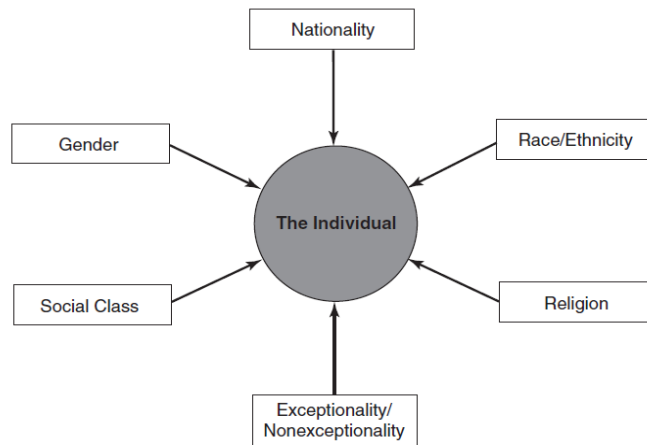 Nationality
Gender
Race/Ethnicity
The Individual
Social Class
Religion
Exceptionality/
Nonexceptionality